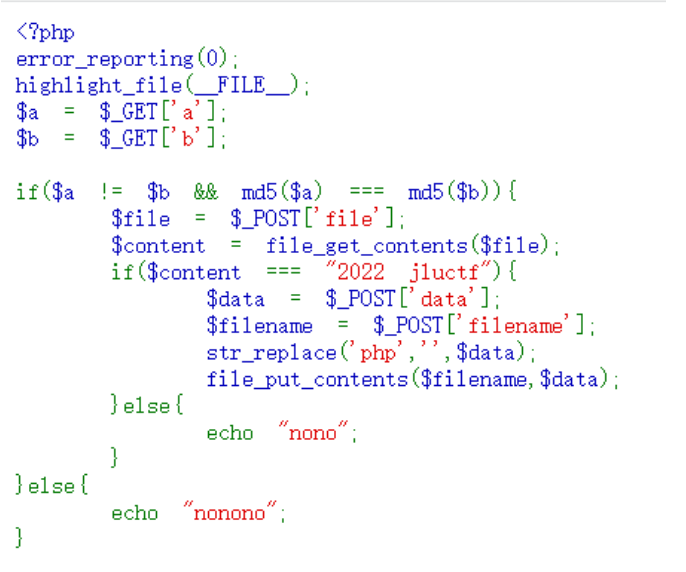 <?php
error_reporting(0);
highlight_file(__FILE__);
$a = $_GET['a'];
$b = $_GET['b'];
if($a != $b && md5($a) === md5($b)){
$file = $_POST['file'];
$content = file_get_contents($file);
if($content === "2022 jluctf"){
$data = $_POST['data'];
$filename = $_POST['filename'];
str_replace('php','',$data);
file_put_contents($filename,$data);
}else{
echo "nono";
}
}else{
echo "nonono";
}